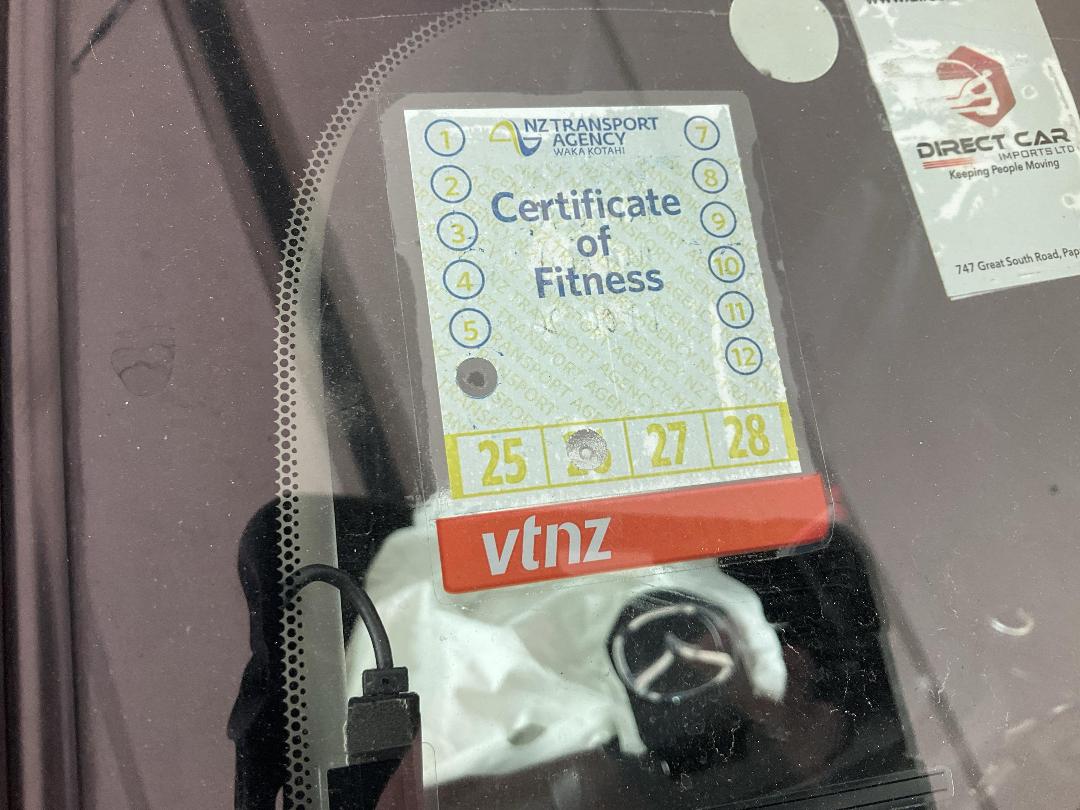 1
2
3
4
5
NZ TRANSPORT
AGENCY
WAKA KOTAHI
7
8
9
10
11
12
Certificate
of
Fitness
25 26 27 28
vtnz
DIRECT CAR
IMPORTS LTD
Keeping People Moving
747 Great South Road, Pap